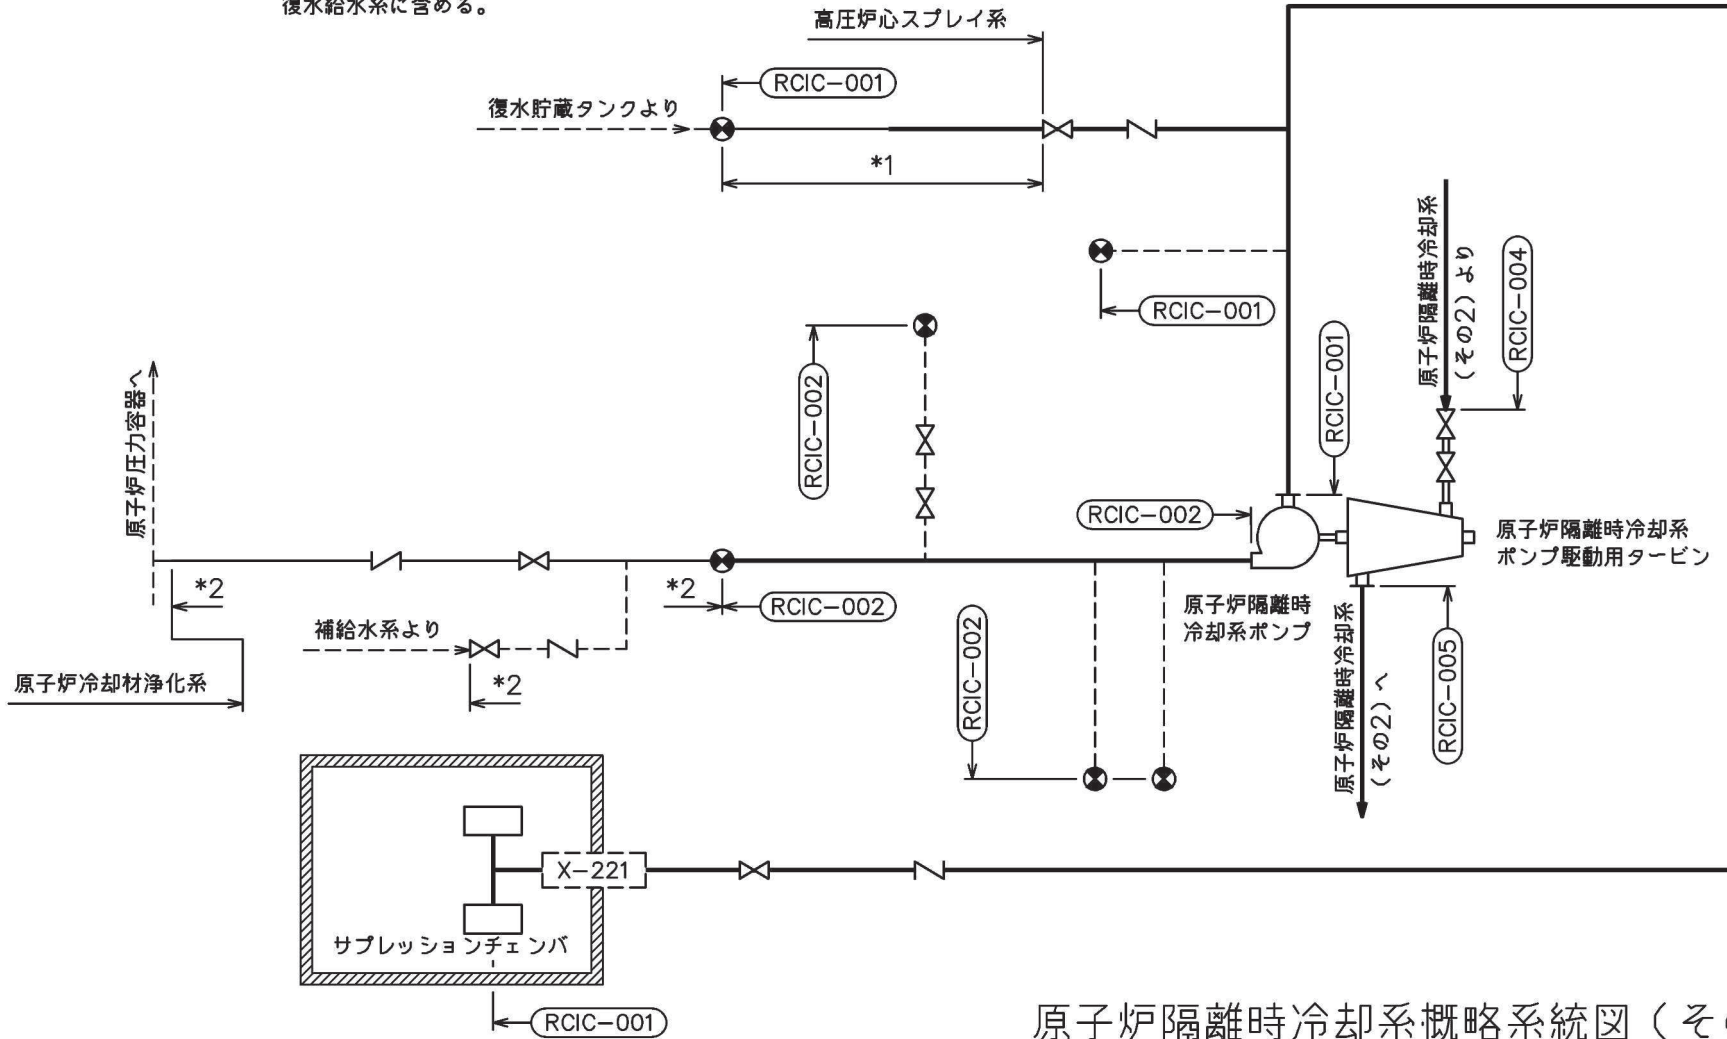 復水給水系に含める。
高圧炉心スプレイ系
RCIC-001
復水貯蔵タンクより
*1
RCIC-001
原子炉隔離時冷却系
(その2)より
RCIC-004
RCIC-001
RCIC-002
原子炉圧力容器へ
RCIC-002
原子炉隔離時冷却系
ポンプ駆動用タービン
*2
*2
RCIC-002
原子炉隔離時
冷却系ポンプ
補給水系より
RCIC-002
原子炉隔離時冷却系
(その2)へ
RCIC-005
原子炉冷却材浄化系
*2
X-221
サプレッションチェンバ
RCIC-001
原子炉隔離時冷却系概略系統図(そ